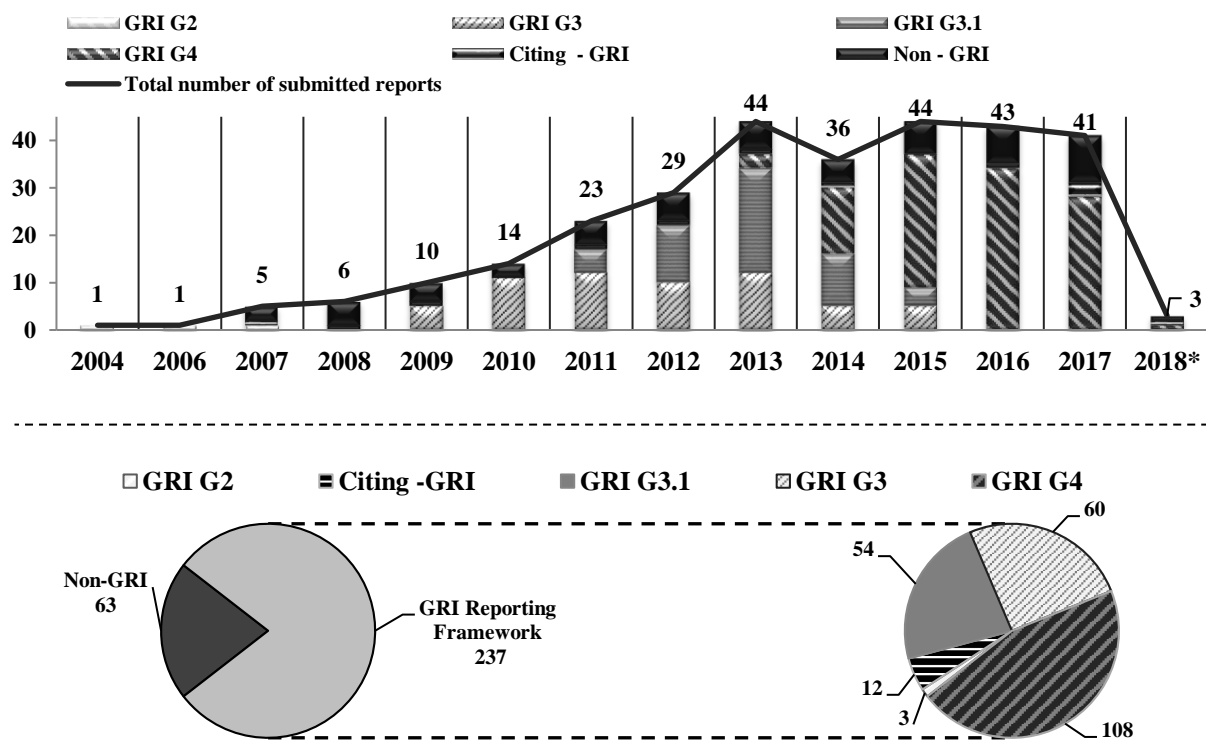 GRI G2 GRI G3 GRI G3.1
GRI G4 Citing - GRI Non - GRI
Total number of submitted reports
44 44 43 41
36
29
23
14
10
6
5
3
1 1
40
30
20
10
0
2004 2006 2007 2008 2009 2010 2011 2012 2013 2014 2015 2016 2017 2018*
GRI G2 Citing -GRI GRI G3.1 GRI G3 GRI G4
Non-GRI
63
GRI Reporting
Framework
237
60
54
12
3
108